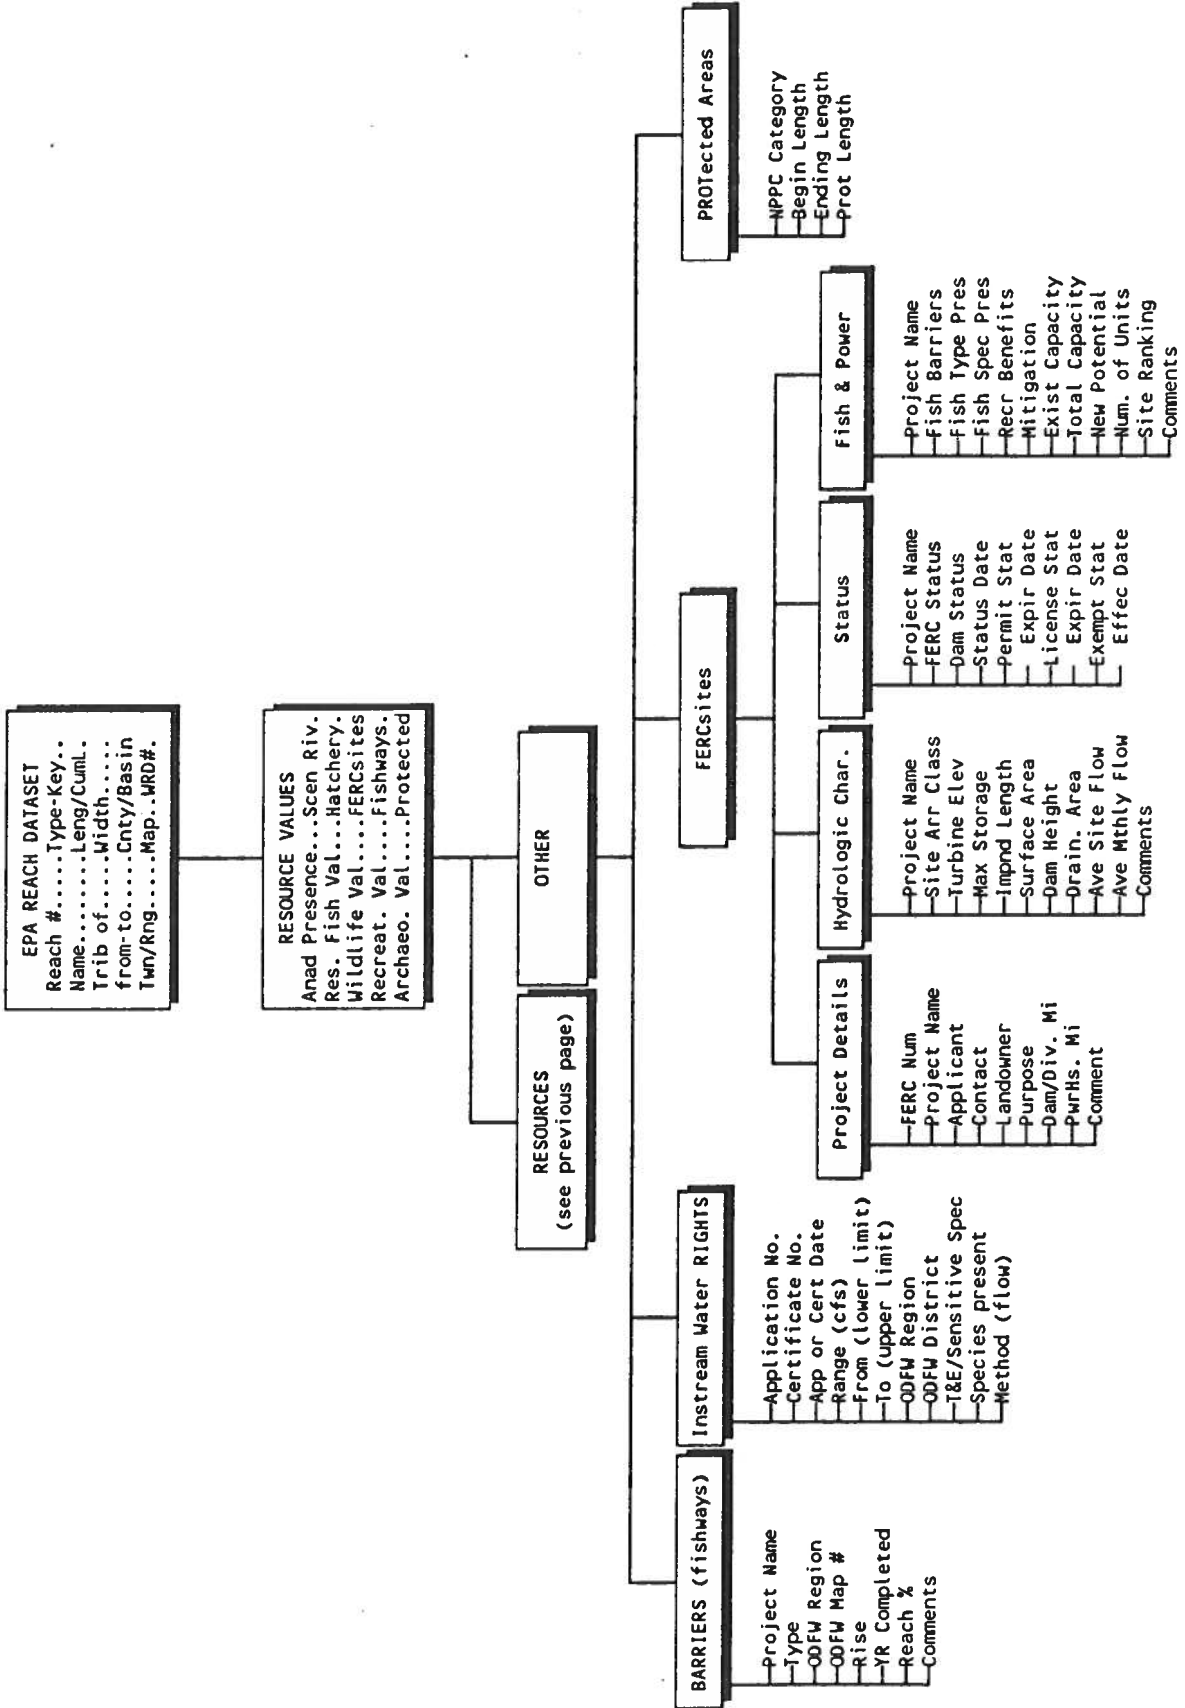 EPA REACH DATASET
Reach #.....Type-Key..
Name........Leng/Cuml.
Trib of.....Width.....
from-to.....Cnty/Basin
Twn/Rng.....Map..WRD#.
RESOURCE VALUES
Anad Presence...Scen Riv.
Res. Fish Val...Hatchery.
Wildlife Val....FERCsites
Recreat. Val....Fishways.
Archaeo. Val....Protected
RESOURCES
(see previous page)
OTHER
BARRIERS (fishways)
Project Name
Type
ODFW Region
ODFW Map #
Rise
YR Completed
Reach %
Comments
Instream Water RIGHTS
Application No.
Certificate No.
App or Cert Date
Range (cfs)
From (lower limit)
To (upper limit)
ODFW Region
ODFW District
T&E/Sensitive Spec
Species present
Method (flow)
FERCsites
Project Details
FERC Num
Project Name
Applicant
Contact
Landowner
Purpose
Dam/Div. Mi
PwrHs. Mi
Comment
Hydrologic Char.
Project Name
Site Arr Class
Turbine Elev
Max Storage
Impnd Length
Surface Area
Dam Height
Drain. Area
Ave Site Flow
Ave Mthly Flow
Comments
Status
Project Name
FERC Status
Dam Status
Status Date
Permit Stat
Expir Date
License Stat
Expir Date
Exempt Stat
Effec Date
Fish & Power
Project Name
Fish Barriers
Fish Type Pres
Fish Spec Pres
Recr Benefits
Mitigation
Exist Capacity
Total Capacity
New Potential
Num. of Units
Site Ranking
Comments
PROTected Areas
NPPC Category
Begin Length
Ending Length
Prot Length